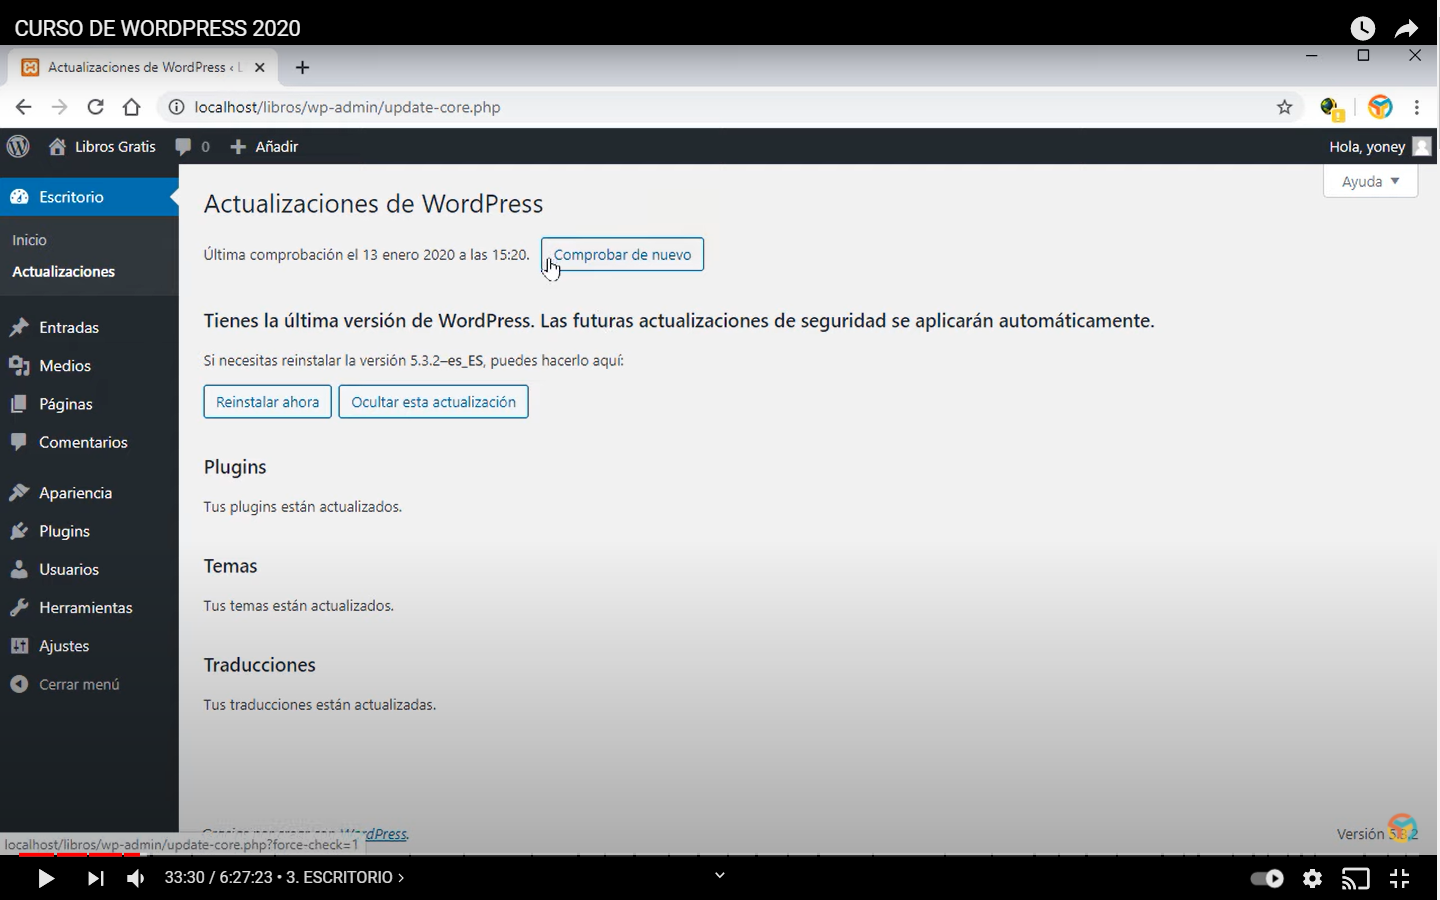 CURSO DE WORDPRESS 2020
Actualizaciones de WordPress ‹ L
localhost/libros/wp-admin/update-core.php
Libros Gratis 0 Añadir Hola, yoney
Ayuda
Escritorio
Inicio
Actualizaciones
Entradas
Medios
Páginas
Comentarios
Apariencia
Plugins
Usuarios
Herramientas
Ajustes
Cerrar menú
Actualizaciones de WordPress
Última comprobación el 13 enero 2020 a las 15:20. Comprobar de nuevo
Tienes la última versión de WordPress. Las futuras actualizaciones de seguridad se aplicarán automáticamente.
Si necesitas reinstalar la versión 5.3.2–es_ES, puedes hacerlo aquí:
Reinstalar ahora Ocultar esta actualización
Plugins
Tus plugins están actualizados.
Temas
Tus temas están actualizados.
Traducciones
Tus traducciones están actualizadas.
WordPress.
Versión 5.3.2
localhost/libros/wp-admin/update-core.php?force-check=1
33:30 / 6:27:23 • 3. ESCRITORIO ›